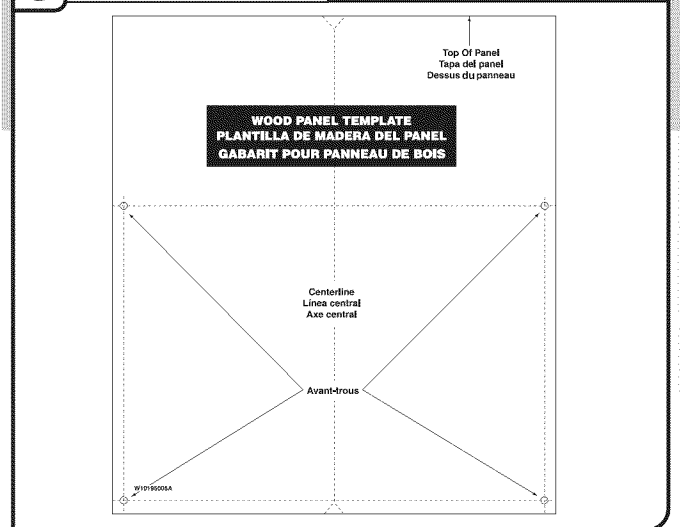 Top Of Panel
Tapa del panel
Dessus du panneau
WOOD PANEL TEMPLATE
PLANTILLA DE MADERA DEL PANEL
GABARIT POUR PANNEAU DE BOIS
Centerline
Línea central
Axe central
Avant-trous
W10195005A